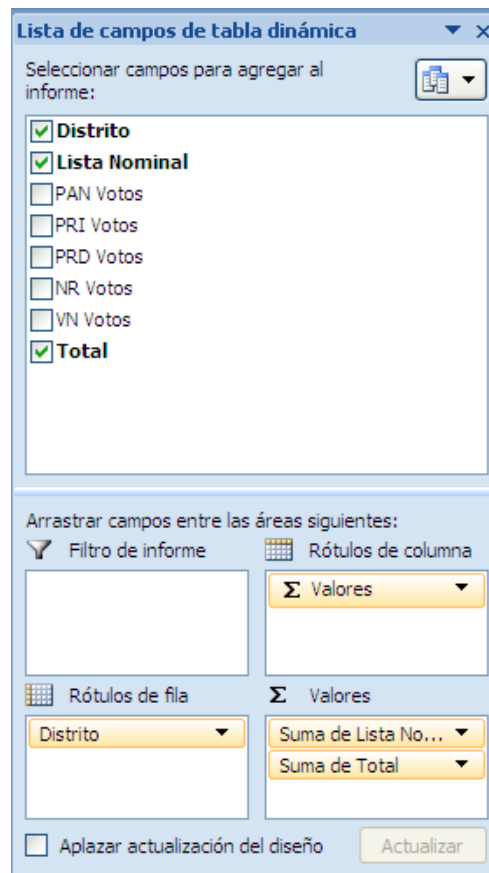 Lista de campos de tabla dinámica
Seleccionar campos para agregar al
informe:
Distrito
Lista Nominal
PAN Votos
PRI Votos
PRD Votos
NR Votos
VN Votos
Total
Arrastrar campos entre las áreas siguientes:
Filtro de informe
Rótulos de columna
Σ Valores
Rótulos de fila
Σ Valores
Distrito
Suma de Lista No...
Suma de Total
Aplazar actualización del diseño
Actualizar